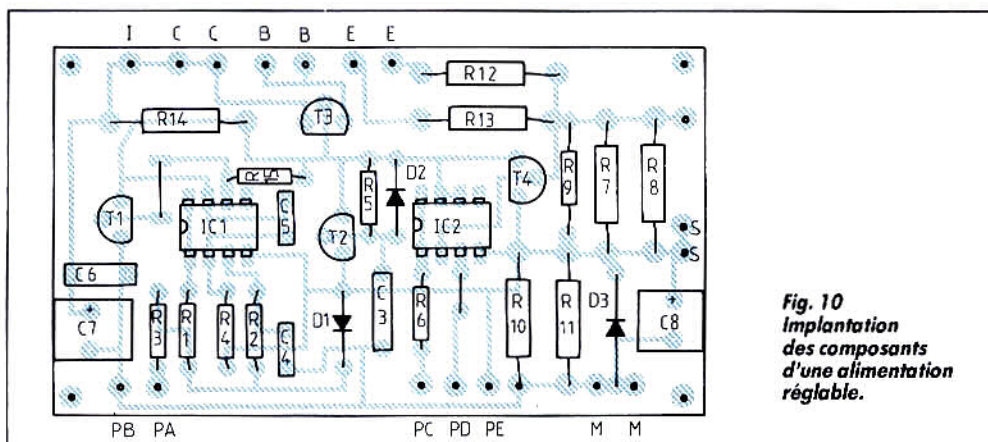 I C C B B E E
R12
R13
R14
T3
D2
T4
R15
R5
R9
R7
R8
T1
IC1
C5
T2
IC2
S
S
C6
+
C7
R3
R1
R4
R2
C4
D1
C3
R6
R10
R11
D3
+
C8
PB PA PC PD PE M M
Fig. 10
Implantation
des composants
d'une alimentation
réglable.